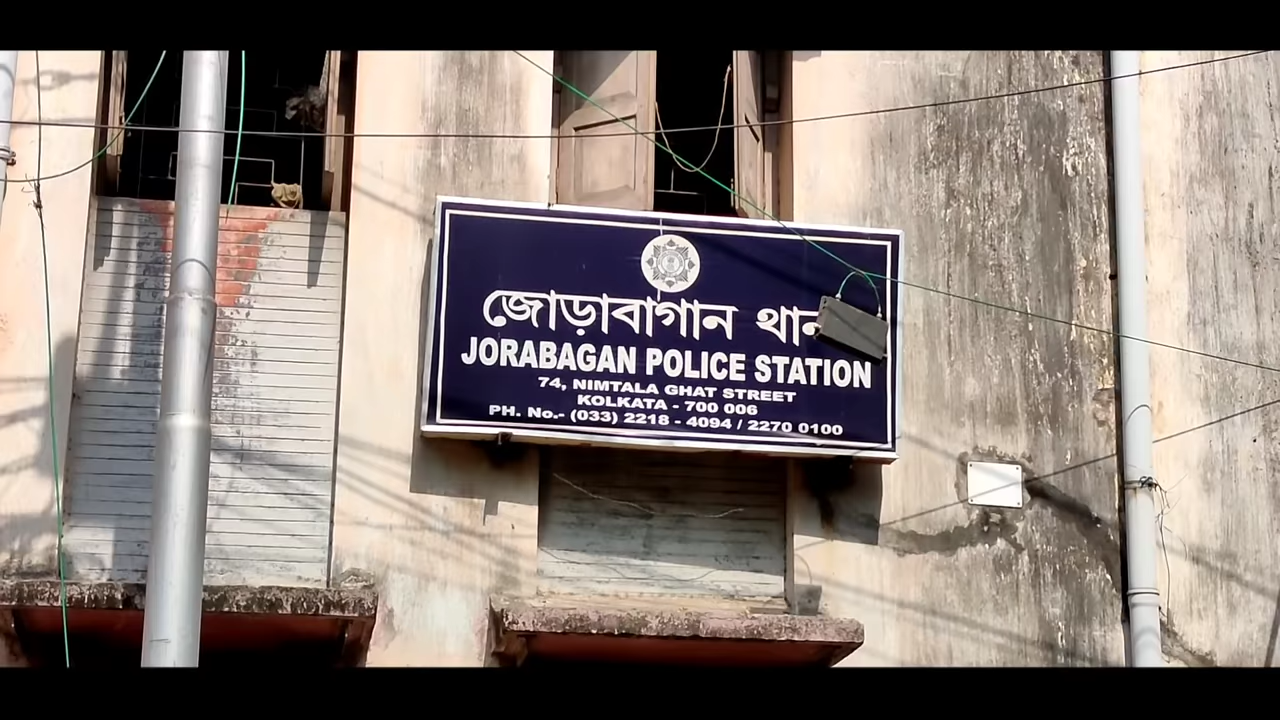 জোড়াবাগান
JORABAGAN POLICE STATION
74, NIMTALA GHAT STREET
KOLKATA - 700 006
PH. No.- (033) 2218 - 4094 / 2270 0100